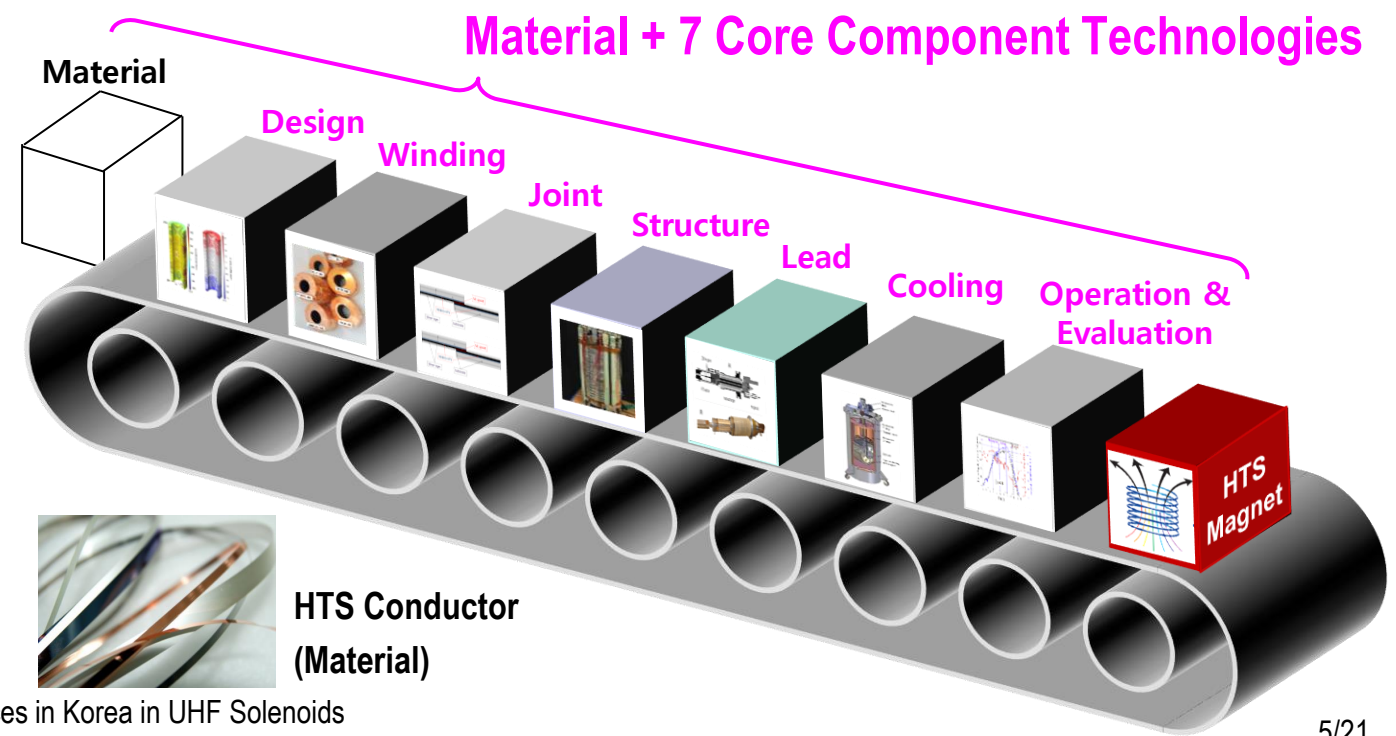 Material + 7 Core Component Technologies
Material
Design
Winding
Joint
Structure
Lead
Cooling
Operation &
Evaluation
HTS
Magnet
HTS Conductor
(Material)
es in Korea in UHF Solenoids
5/21